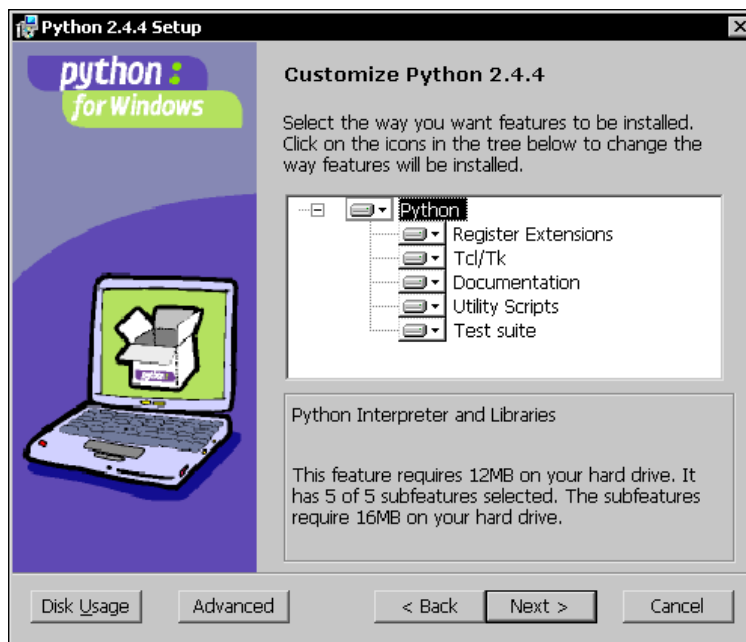 Python 2.4.4 Setup
python :
for Windows
Customize Python 2.4.4
Select the way you want features to be installed.
Click on the icons in the tree below to change the
way features will be installed.
Python
Register Extensions
Tcl/Tk
Documentation
Utility Scripts
Test suite
Python Interpreter and Libraries
This feature requires 12MB on your hard drive. It
has 5 of 5 subfeatures selected. The subfeatures
require 16MB on your hard drive.
Disk Usage
Advanced
< Back
Next >
Cancel